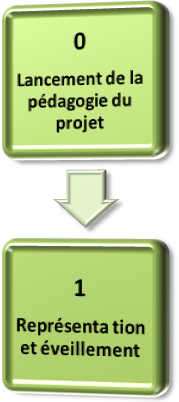 0
Lancement de la
pédagogie du
projet
1
Représenta tion
et éveillement